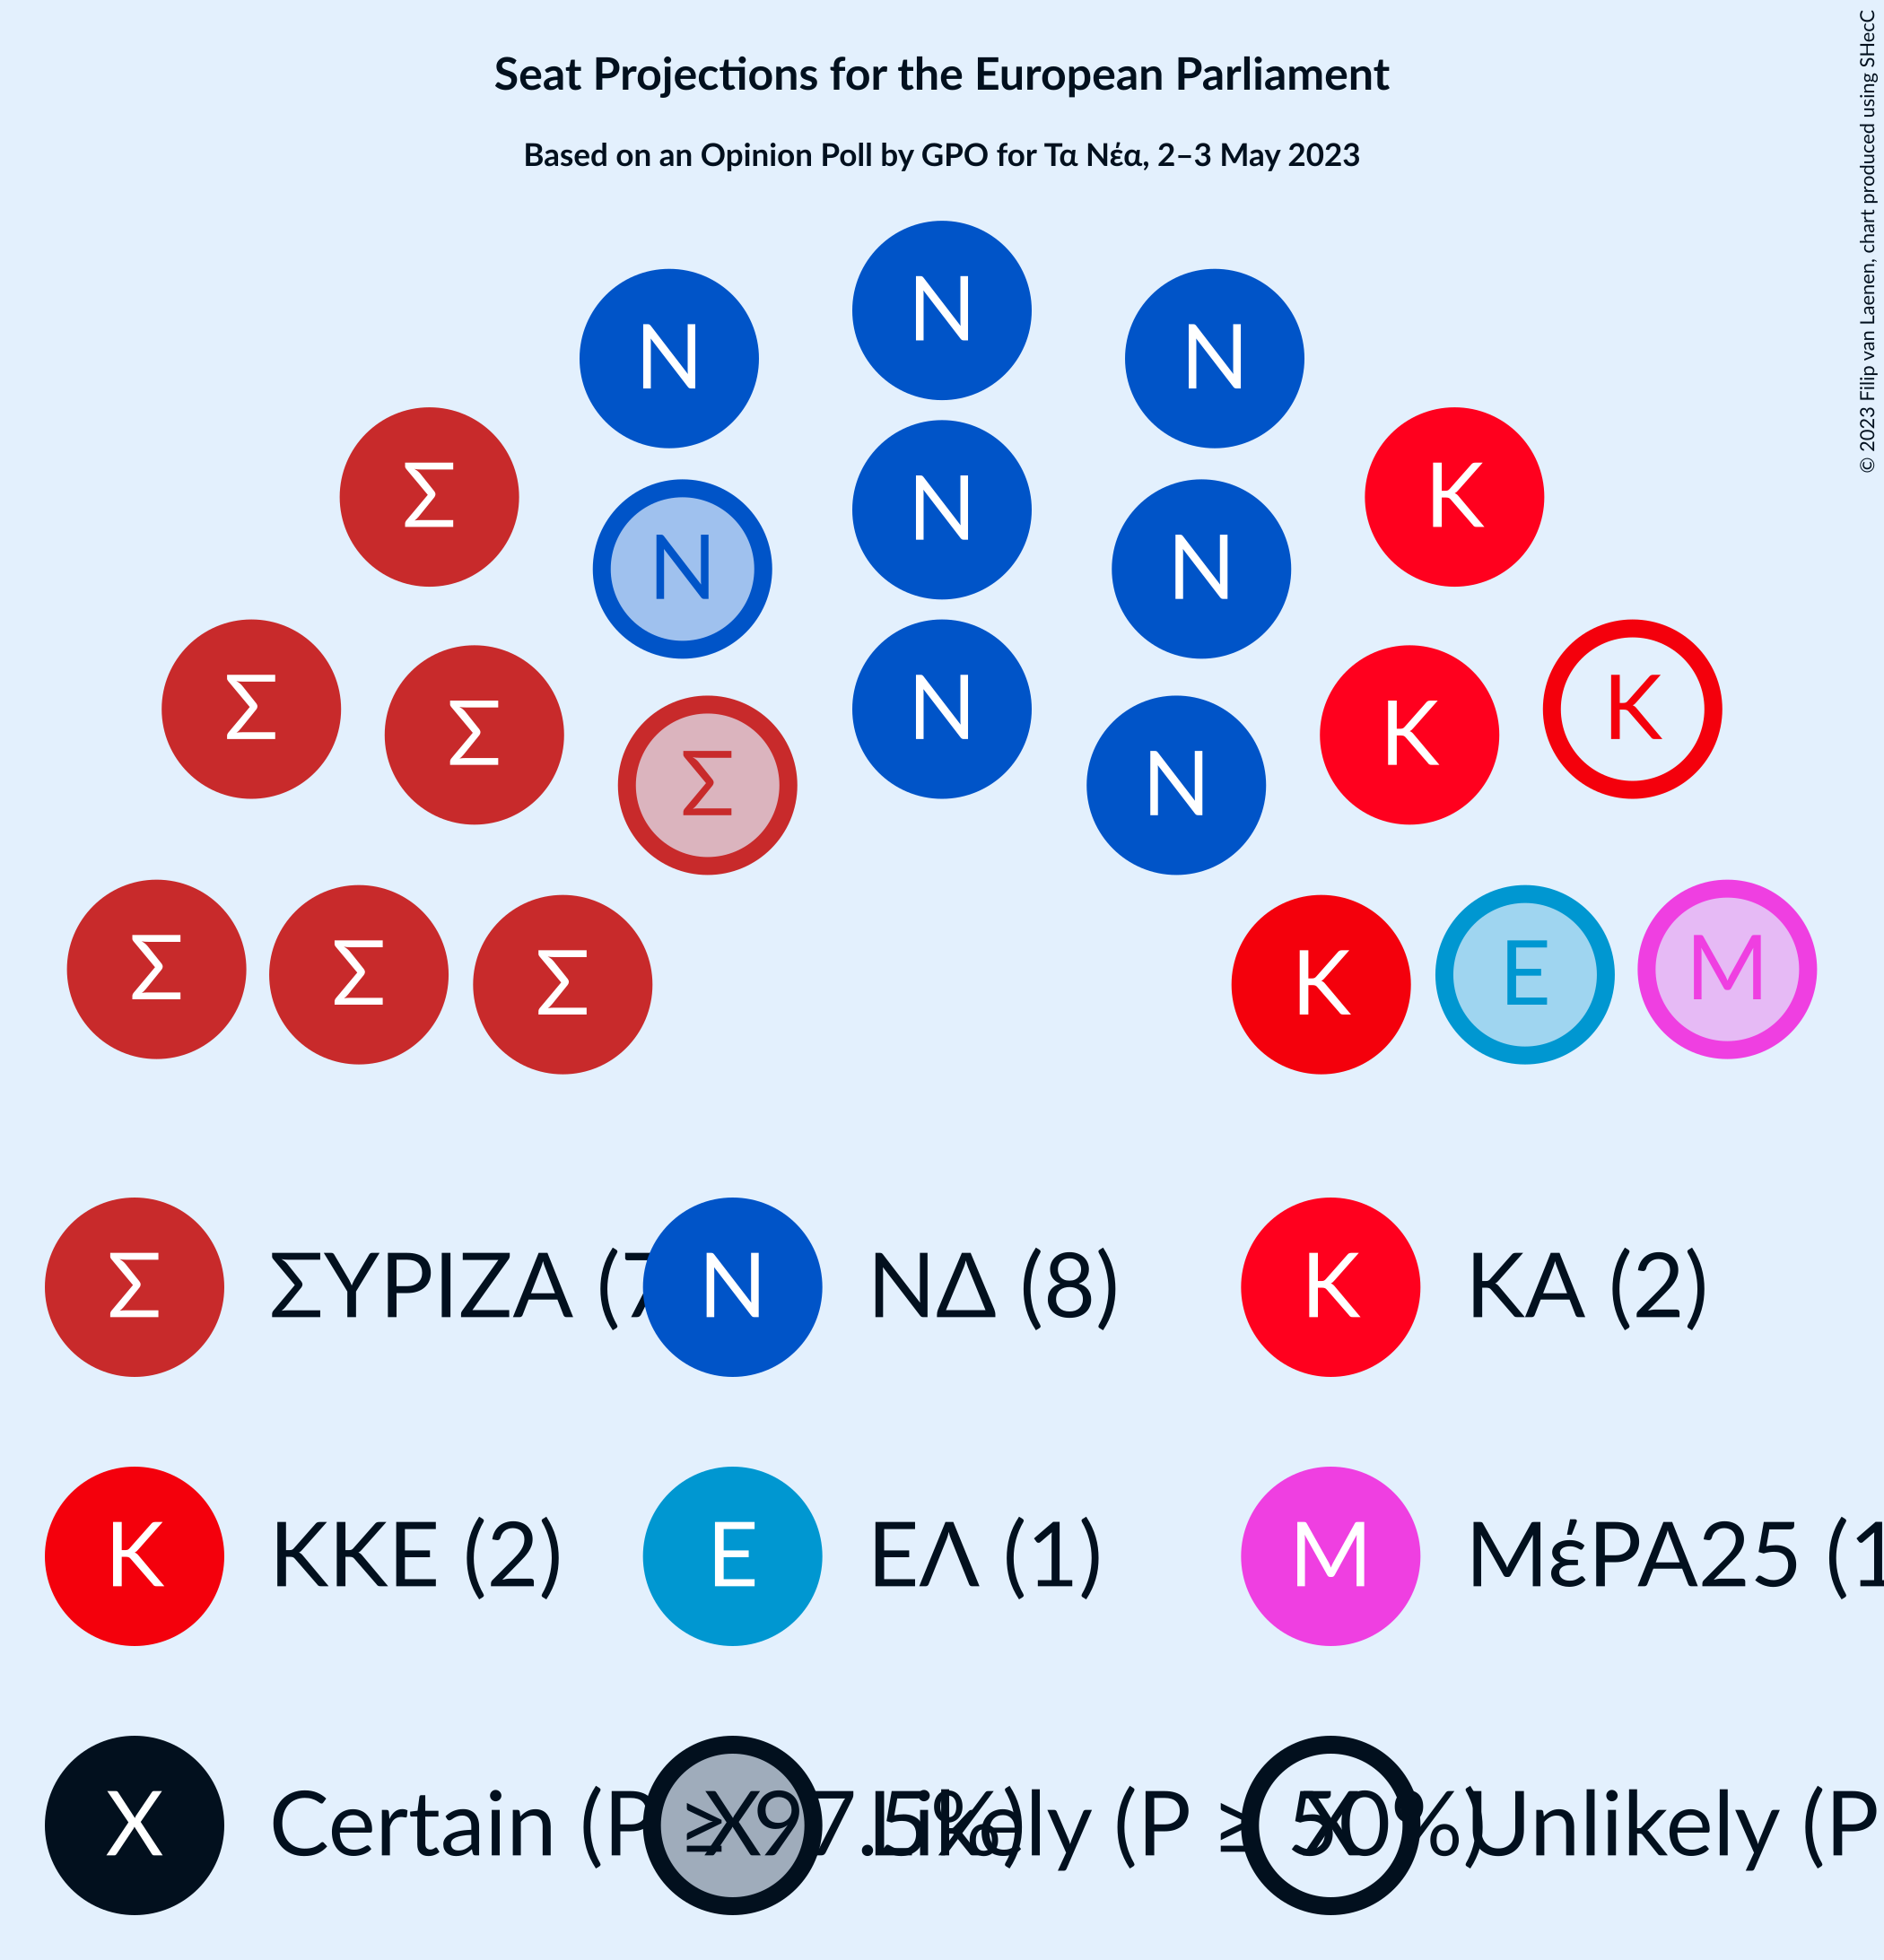 Seat Projections for the European Parliament
Based on an Opinion Poll by GPO for Τα Νέα, 2–3 May 2023
© 2023 Filip van Laenen, chart produced using SHecC
N
N N
Σ N K
N N
Σ N K
Σ Σ N K
Σ N
Σ Σ Σ K E M
Σ ΣΥΡΙΖΑ (7 N ΝΔ (8) K ΚΑ (2)
K ΚΚΕ (2) E ΕΛ (1) M ΜέΡΑ25 (1
X Certain (P ≥ 97.5%) X Likely (P ≥ 50%) X Unlikely (P